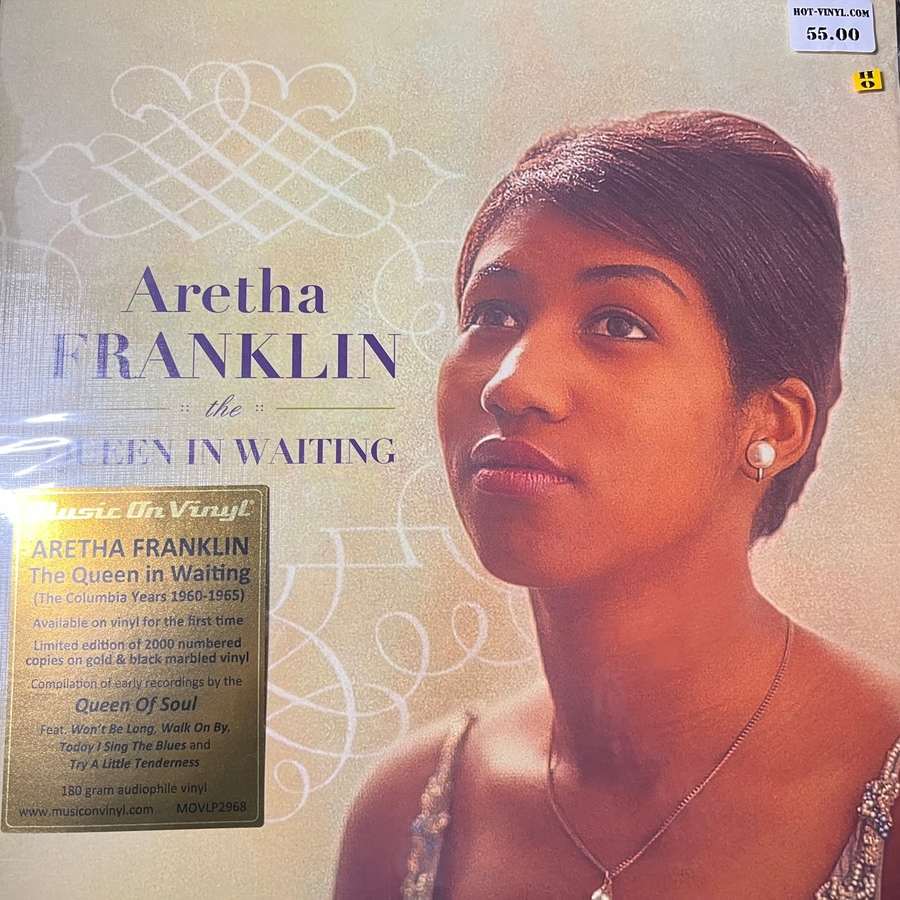 HOT-VINYL.COM
55.00
HO
Aretha
FRANKLIN
the
QUEEN IN WAITING
Music On Vinyl
ARETHA FRANKLIN
The Queen in Waiting
(The Columbia Years 1960-1965)
Available on vinyl for the first time
Limited edition of 2000 numbered
copies on gold & black marbled vinyl
Compilation of early recordings by the
Queen Of Soul
Feat. Won't Be Long, Walk On By,
Today I Sing The Blues and
Try A Little Tenderness
180 gram audiophile vinyl
www.musiconvinyl.com MOVLP2968